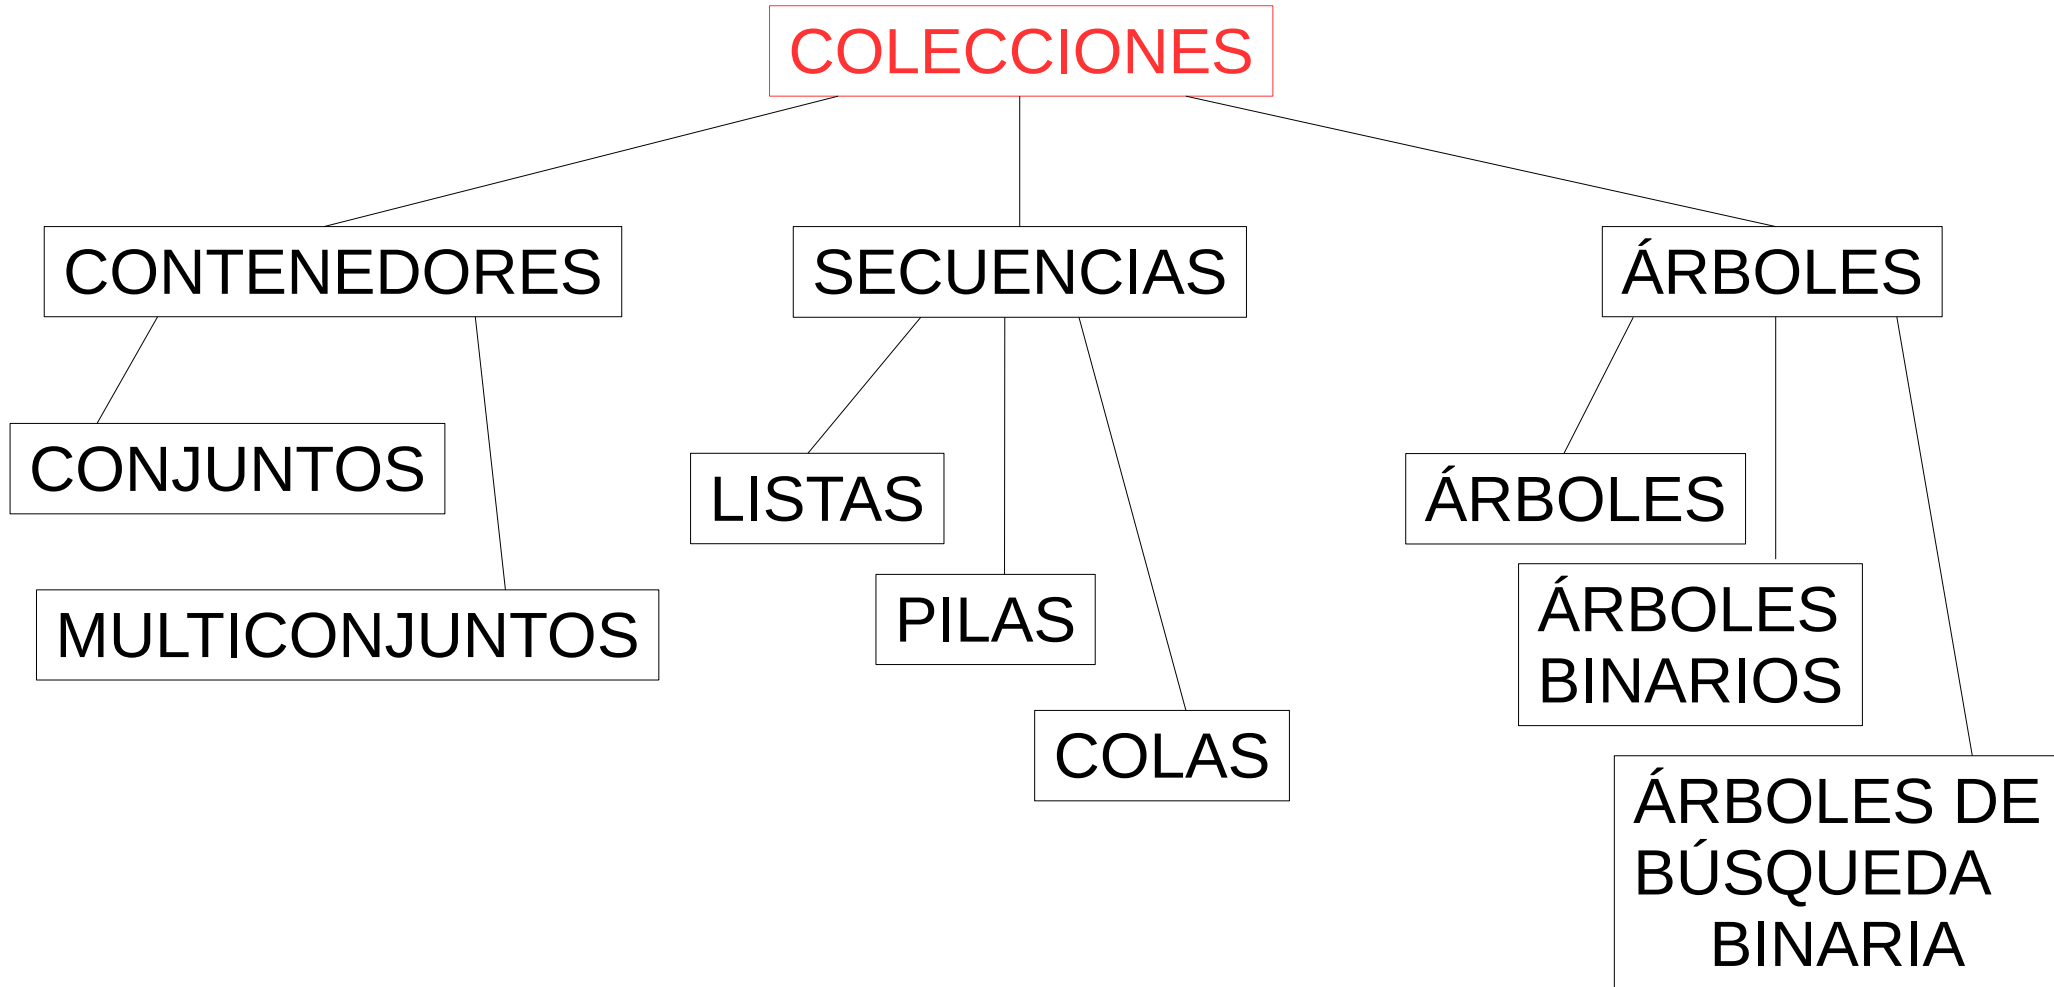 COLECCIONES
CONTENEDORES
SECUENCIAS
ÁRBOLES
CONJUNTOS
MULTICONJUNTOS
LISTAS
PILAS
COLAS
ÁRBOLES
ÁRBOLES
BINARIOS
ÁRBOLES DE
BÚSQUEDA
BINARIA